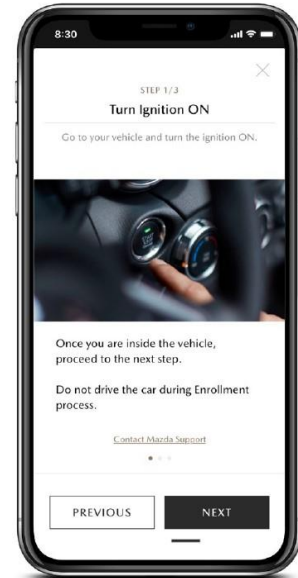 8:30
STEP 1/3
Turn Ignition ON
Go to your vehicle and turn the ignition ON.
Once you are inside the vehicle,
proceed to the next step.
Do not drive the car during Enrollment
process.
Contact Mazda Support
PREVIOUS
NEXT